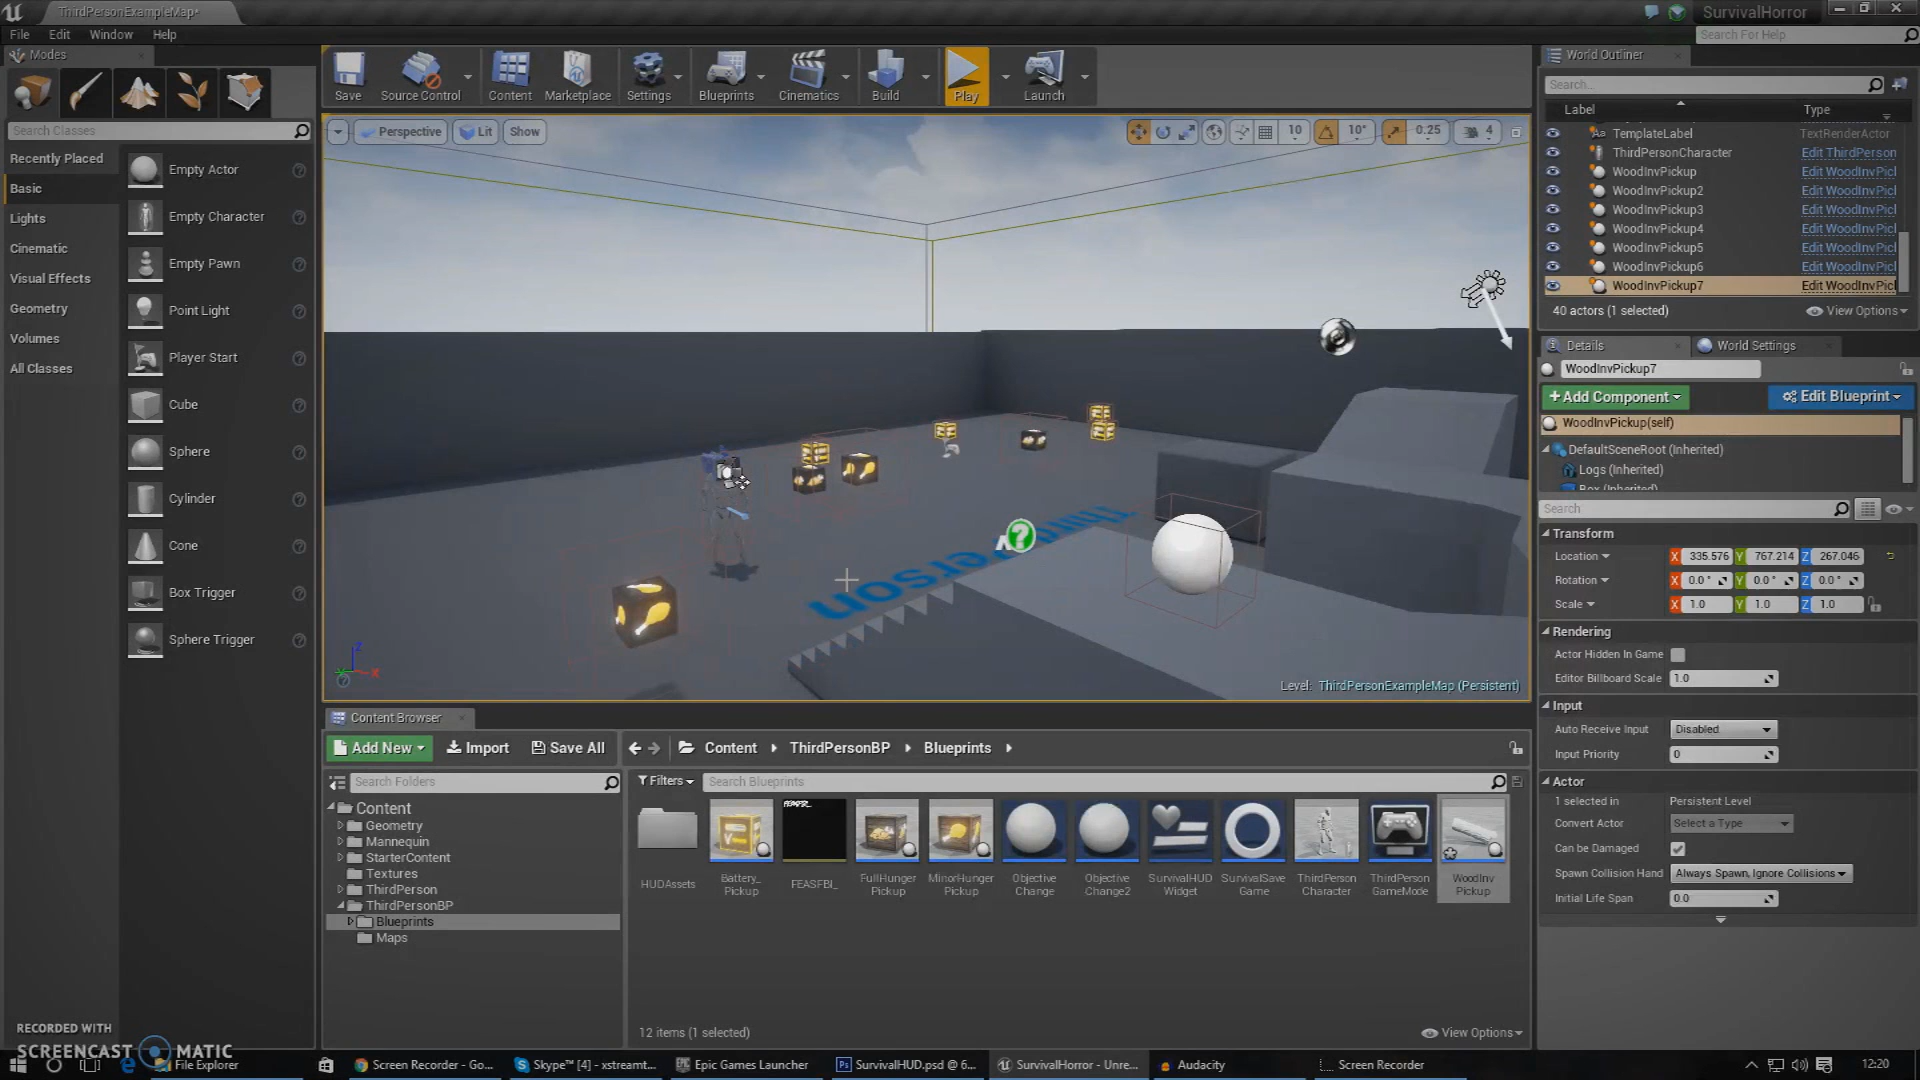 ThirdPersonExampleMap*
SurvivalHorror
File Edit Window Help
Search For Help
Modes
Save
Source Control
Content
Marketplace
Settings
Blueprints
Cinematics
Build
Play
Launch
Search Classes
Recently Placed
Basic
Lights
Cinematic
Visual Effects
Geometry
Volumes
All Classes
Empty Actor
Empty Character
Empty Pawn
Point Light
Player Start
Cube
Sphere
Cylinder
Cone
Box Trigger
Sphere Trigger
Perspective Lit Show
10 10° 0.25 4
Level: ThirdPersonExampleMap (Persistent)
World Outliner
Search...
Label Type
TemplateLabel TextRenderActor
ThirdPersonCharacter Edit ThirdPerson
WoodInvPickup Edit WoodInvPicl
WoodInvPickup2 Edit WoodInvPicl
WoodInvPickup3 Edit WoodInvPicl
WoodInvPickup4 Edit WoodInvPicl
WoodInvPickup5 Edit WoodInvPicl
WoodInvPickup6 Edit WoodInvPicl
WoodInvPickup7 Edit WoodInvPicl
40 actors (1 selected) View Options
Details World Settings
WoodInvPickup7
+Add Component Edit Blueprint
WoodInvPickup(self)
DefaultSceneRoot (Inherited)
Logs (Inherited)
Box (Inherited)
Search
Transform
Location X 335.576 Y 767.214 Z 267.046
Rotation X 0.0° Y 0.0° Z 0.0°
Scale X 1.0 Y 1.0 Z 1.0
Rendering
Actor Hidden In Game
Editor Billboard Scale 1.0
Input
Auto Receive Input Disabled
Input Priority 0
Actor
1 selected in Persistent Level
Convert Actor Select a Type
Can be Damaged
Spawn Collision Hand Always Spawn, Ignore Collisions
Initial Life Span 0.0
Content Browser
Add New Import Save All Content ThirdPersonBP Blueprints
Search Folders
Filters Search Blueprints
Content
Geometry
Mannequin
StarterContent
Textures
ThirdPerson
ThirdPersonBP
Blueprints
Maps
HUDAssets
Battery_
Pickup
FEASFBI_
FullHunger
Pickup
MinorHunger
Pickup
Objective
Change
Objective
Change2
SurvivalHUD
Widget
SurvivalSave
Game
ThirdPerson
Character
ThirdPerson
GameMode
WoodInv
Pickup
12 items (1 selected) View Options
RECORDED WITH
SCREENCAST MATIC
File Explorer
Screen Recorder - Go...
Skype™ [4] - xstreamt...
Epic Games Launcher
SurvivalHUD.psd @ 6...
SurvivalHorror - Unre...
Audacity
Screen Recorder
12:20